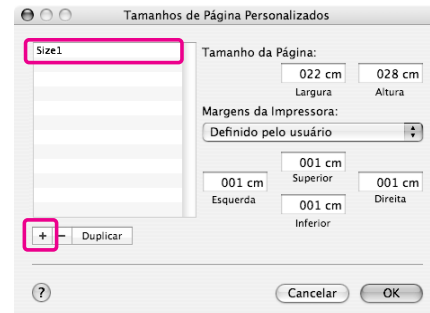 Tamanhos de Página Personalizados
Size1
Tamanho da Página:
022 cm 028 cm
Largura Altura
Margens da Impressora:
Definido pelo usuário
001 cm
Superior
001 cm 001 cm
Esquerda Direita
001 cm
Inferior
+ − Duplicar
? Cancelar OK